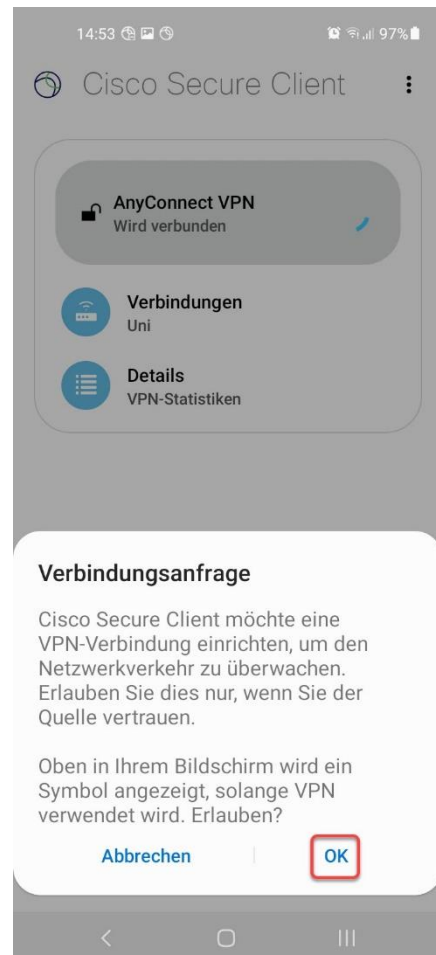 14:53 97%
Cisco Secure Client
AnyConnect VPN
Wird verbunden
Verbindungen
Uni
Details
VPN-Statistiken
Verbindungsanfrage
Cisco Secure Client möchte eine
VPN-Verbindung einrichten, um den
Netzwerkverkehr zu überwachen.
Erlauben Sie dies nur, wenn Sie der
Quelle vertrauen.
Oben in Ihrem Bildschirm wird ein
Symbol angezeigt, solange VPN
verwendet wird. Erlauben?
Abbrechen OK